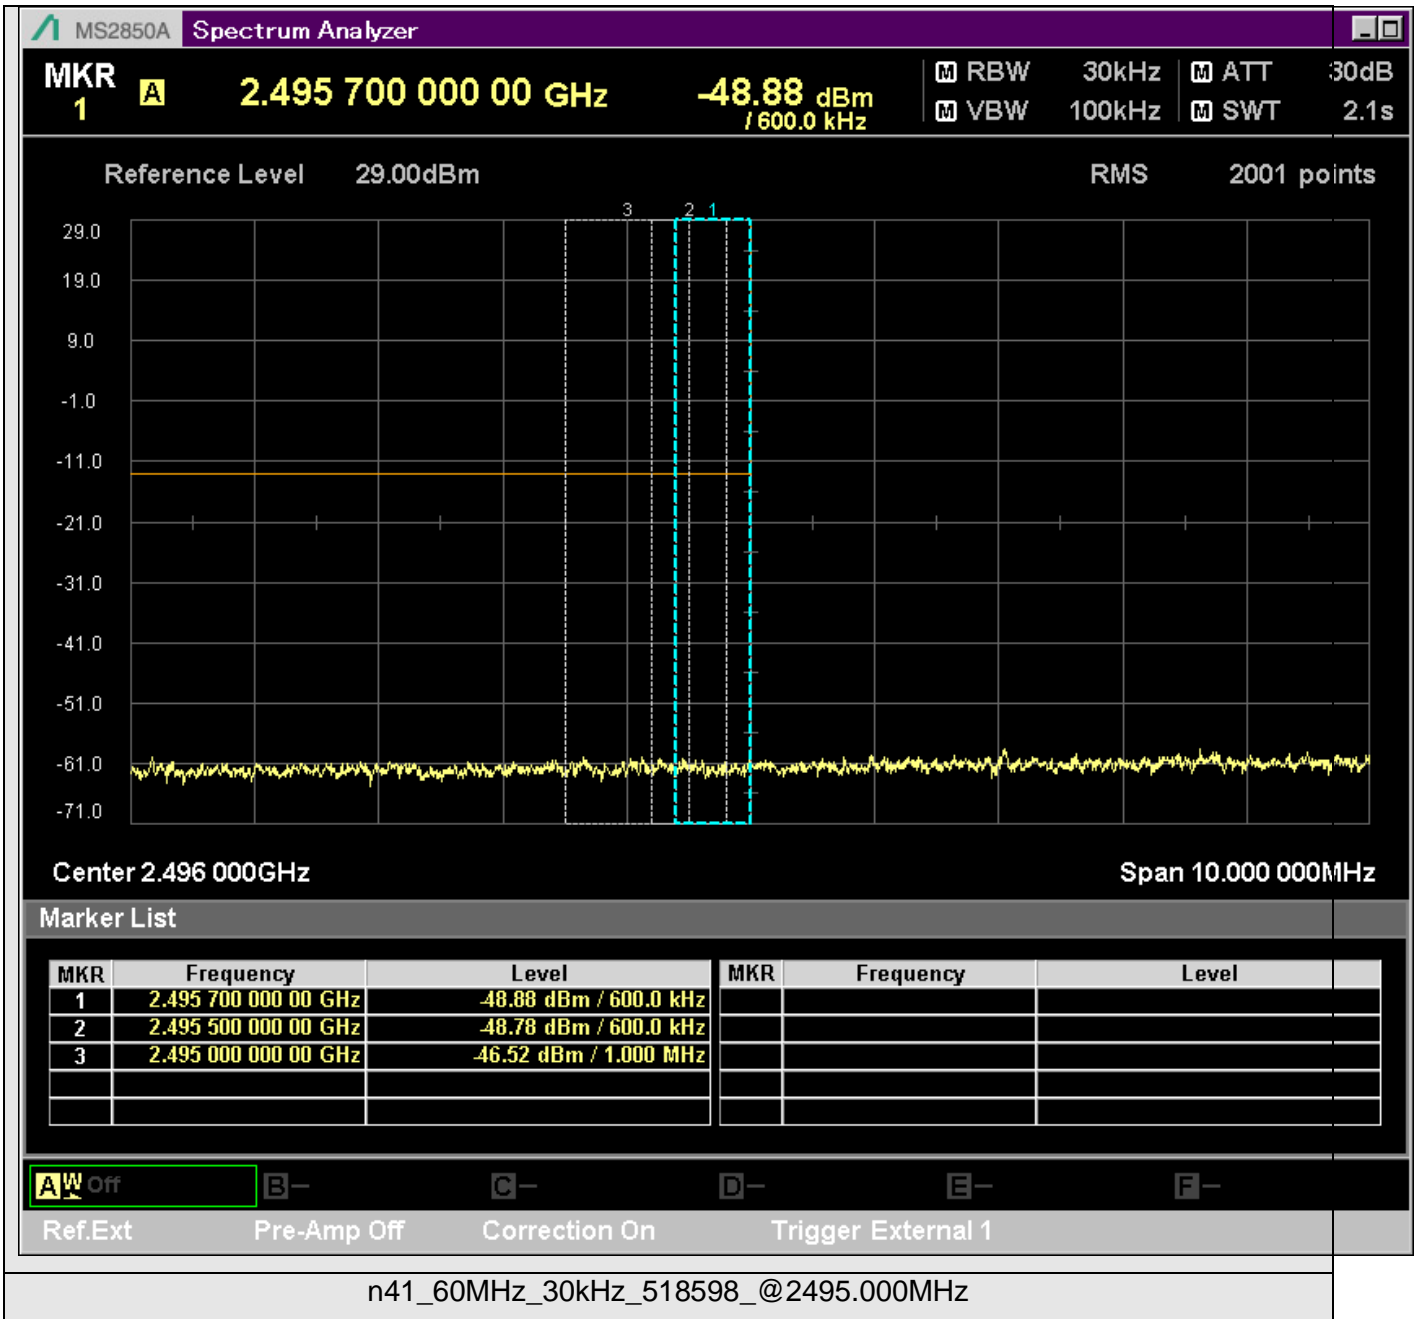 MS2850A Spectrum Analyzer
MKR 1 A 2.495 700 000 00 GHz -48.88 dBm / 600.0 kHz
M RBW 30kHz M ATT 30dB
M VBW 100kHz M SWT 2.1s
Reference Level 29.00dBm RMS 2001 points
3 2 1
29.0
19.0
9.0
-1.0
-11.0
-21.0
-31.0
-41.0
-51.0
-61.0
-71.0
Center 2.496 000GHz Span 10.000 000MHz
Marker List
MKR Frequency Level MKR Frequency Level
1 2.495 700 000 00 GHz -48.88 dBm / 600.0 kHz
2 2.495 500 000 00 GHz -48.78 dBm / 600.0 kHz
3 2.495 000 000 00 GHz -46.52 dBm / 1.000 MHz
A W Off B – C – D – E – F –
Ref.Ext Pre-Amp Off Correction On Trigger External 1
n41_60MHz_30kHz_518598_@2495.000MHz